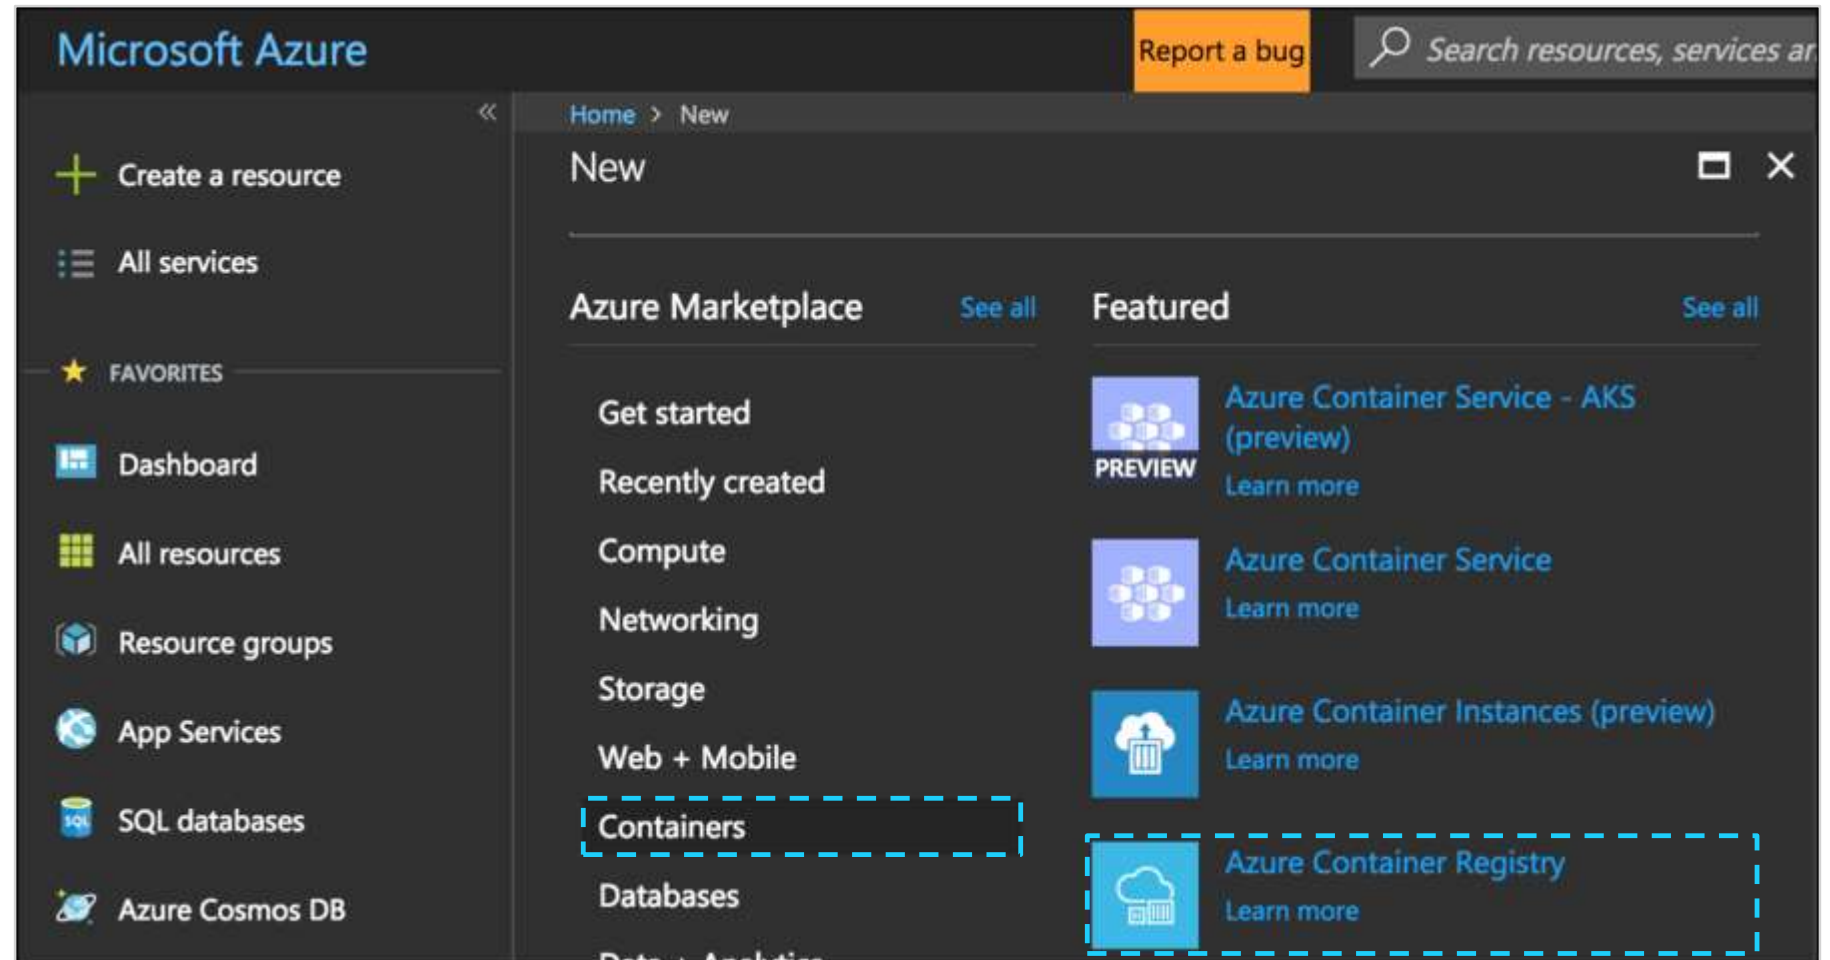 Microsoft Azure
Report a bug
Search resources, services
Home > New
Create a resource
All services
FAVORITES
Dashboard
All resources
Resource groups
App Services
SQL
SQL databases
Azure Cosmos DB
New
Azure Marketplace See all
Get started
Recently created
Compute
Networking
Storage
Web + Mobile
Containers
Databases
Data + Analytics
Featured See all
PREVIEW
Azure Container Service - AKS
(preview)
Learn more
Azure Container Service
Learn more
Azure Container Instances (preview)
Learn more
Azure Container Registry
Learn more